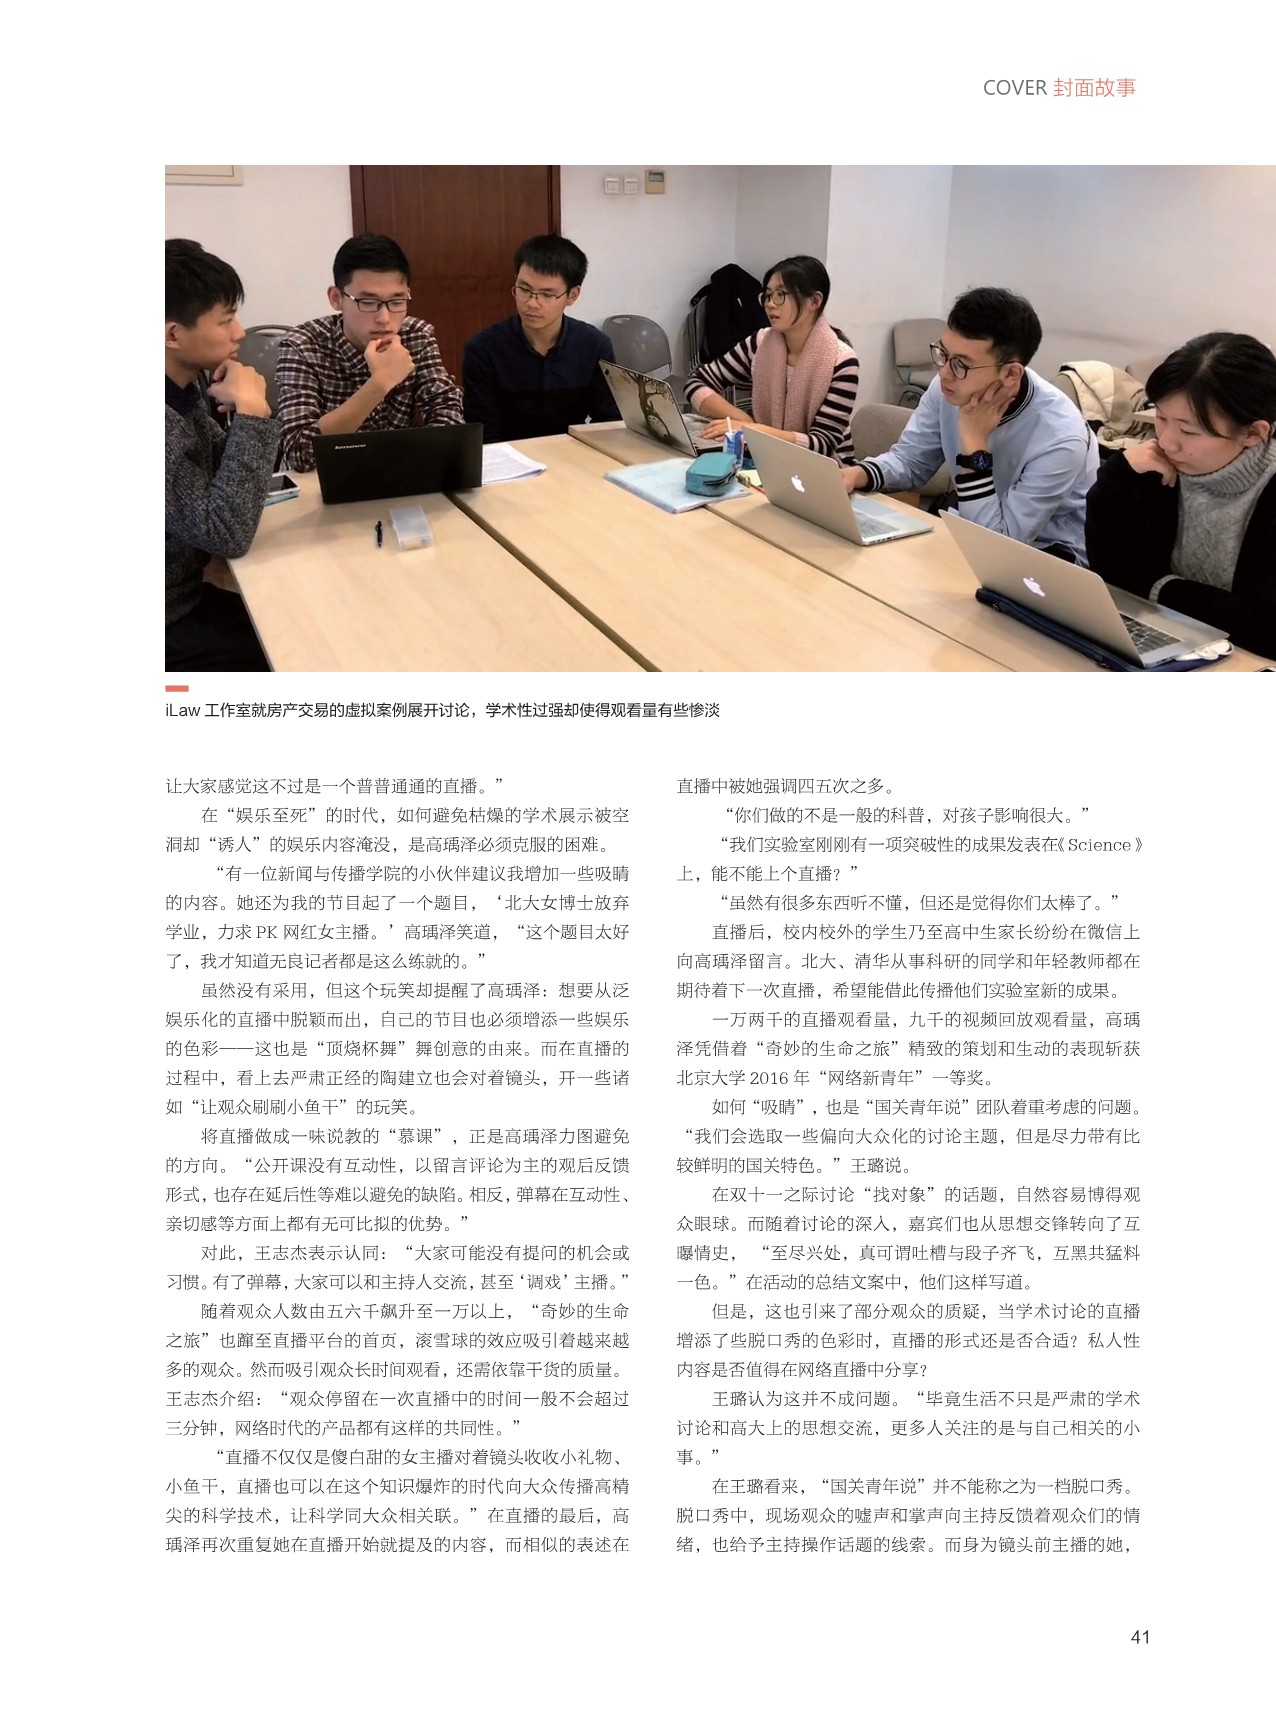 COVER 封面故事
lenovo
iLaw 工作室就房产交易的虚拟案例展开讨论，学术性过强却使得观看量有些惨淡
让大家感觉这不过是一个普普通通的直播。”
在“娱乐至死”的时代，如何避免枯燥的学术展示被空
洞却“诱人”的娱乐内容淹没，是高瑀泽必须克服的困难。
“有一位新闻与传播学院的小伙伴建议我增加一些吸睛
的内容。她还为我的节目起了一个题目，‘北大女博士放弃
学业，力求 PK 网红女主播。’高瑀泽笑道，“这个题目太好
了，我才知道无良记者都是这么练就的。”
虽然没有采用，但这个玩笑却提醒了高瑀泽：想要从泛
娱乐化的直播中脱颖而出，自己的节目也必须增添一些娱乐
的色彩——这也是“顶烧杯舞”舞创意的由来。而在直播的
过程中，看上去严肃正经的陶建立也会对着镜头，开一些诸
如“让观众刷刷小鱼干”的玩笑。
将直播做成一味说教的“慕课”，正是高瑀泽力图避免
的方向。“公开课没有互动性，以留言评论为主的观后反馈
形式，也存在延后性等难以避免的缺陷。相反，弹幕在互动性、
亲切感等方面上都有无可比拟的优势。”
对此，王志杰表示认同：“大家可能没有提问的机会或
习惯。有了弹幕，大家可以和主持人交流，甚至‘调戏’主播。”
随着观众人数由五六千飙升至一万以上，“奇妙的生命
之旅”也蹿至直播平台的首页，滚雪球的效应吸引着越来越
多的观众。然而吸引观众长时间观看，还需依靠干货的质量。
王志杰介绍：“观众停留在一次直播中的时间一般不会超过
三分钟，网络时代的产品都有这样的共同性。”
“直播不仅仅是傻白甜的女主播对着镜头收收小礼物、
小鱼干，直播也可以在这个知识爆炸的时代向大众传播高精
尖的科学技术，让科学同大众相关联。”在直播的最后，高
瑀泽再次重复她在直播开始就提及的内容，而相似的表述在
直播中被她强调四五次之多。
“你们做的不是一般的科普，对孩子影响很大。”
“我们实验室刚刚有一项突破性的成果发表在《Science》
上，能不能上个直播？”
“虽然有很多东西听不懂，但还是觉得你们太棒了。”
直播后，校内校外的学生乃至高中生家长纷纷在微信上
向高瑀泽留言。北大、清华从事科研的同学和年轻教师都在
期待着下一次直播，希望能借此传播他们实验室新的成果。
一万两千的直播观看量，九千的视频回放观看量，高瑀
泽凭借着“奇妙的生命之旅”精致的策划和生动的表现斩获
北京大学 2016 年“网络新青年”一等奖。
如何“吸睛”，也是“国关青年说”团队着重考虑的问题。
“我们会选取一些偏向大众化的讨论主题，但是尽力带有比
较鲜明的国关特色。”王璐说。
在双十一之际讨论“找对象”的话题，自然容易博得观
众眼球。而随着讨论的深入，嘉宾们也从思想交锋转向了互
曝情史，“至尽兴处，真可谓吐槽与段子齐飞，互黑共猛料
一色。”在活动的总结文案中，他们这样写道。
但是，这也引来了部分观众的质疑，当学术讨论的直播
增添了些脱口秀的色彩时，直播的形式还是否合适？私人性
内容是否值得在网络直播中分享？
王璐认为这并不成问题。“毕竟生活不只是严肃的学术
讨论和高大上的思想交流，更多人关注的是与自己相关的小
事。”
在王璐看来，“国关青年说”并不能称之为一档脱口秀。
脱口秀中，现场观众的嘘声和掌声向主持反馈着观众们的情
绪，也给予主持操作话题的线索。而身为镜头前主播的她，
41